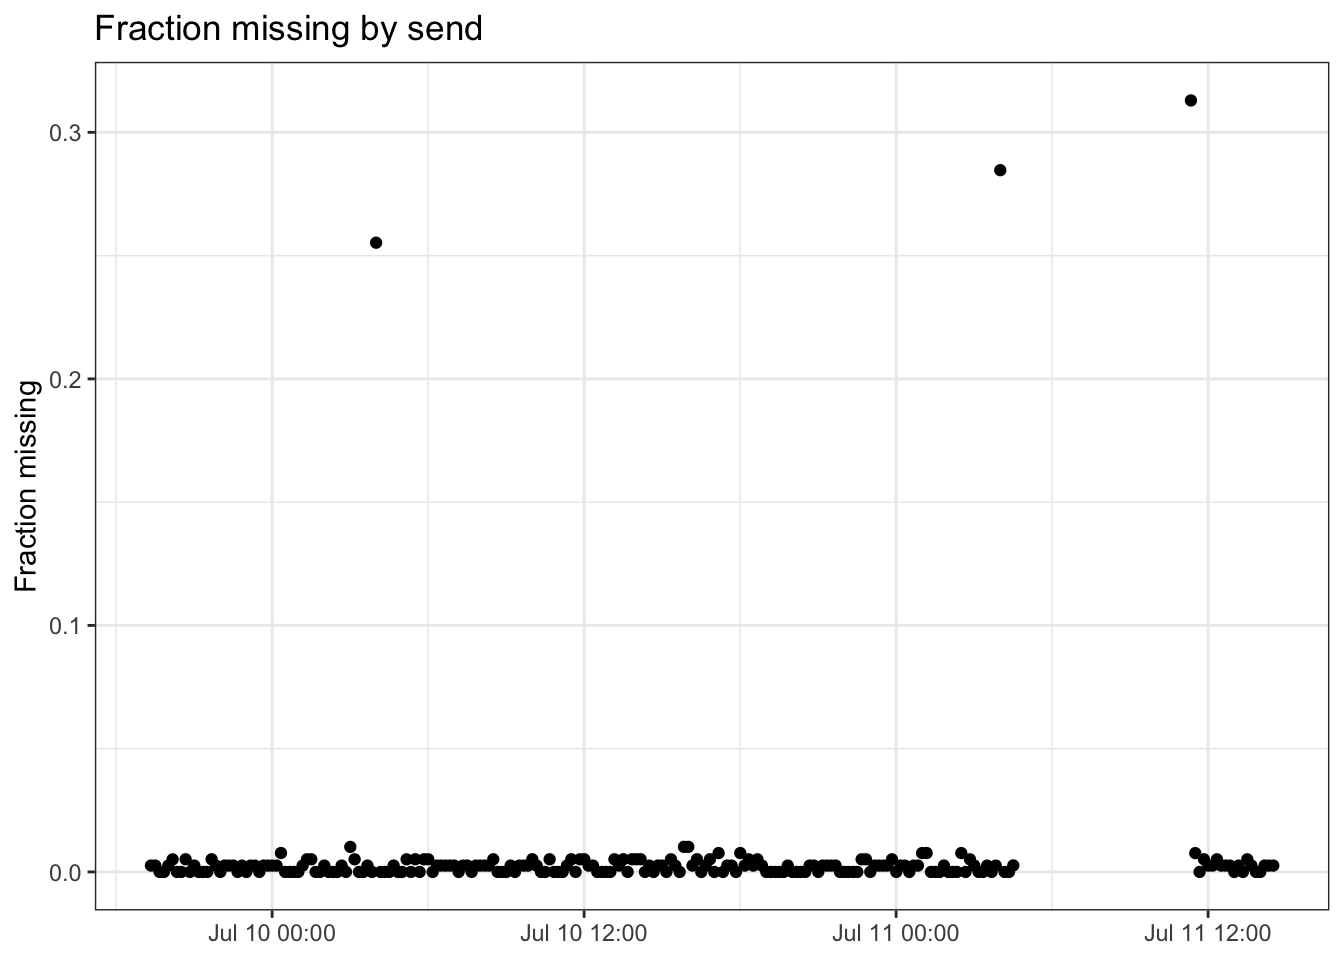 Fraction missing by send
Fraction missing
0.3
0.2
0.1
0.0
Jul 10 00:00
Jul 10 12:00
Jul 11 00:00
Jul 11 12:00